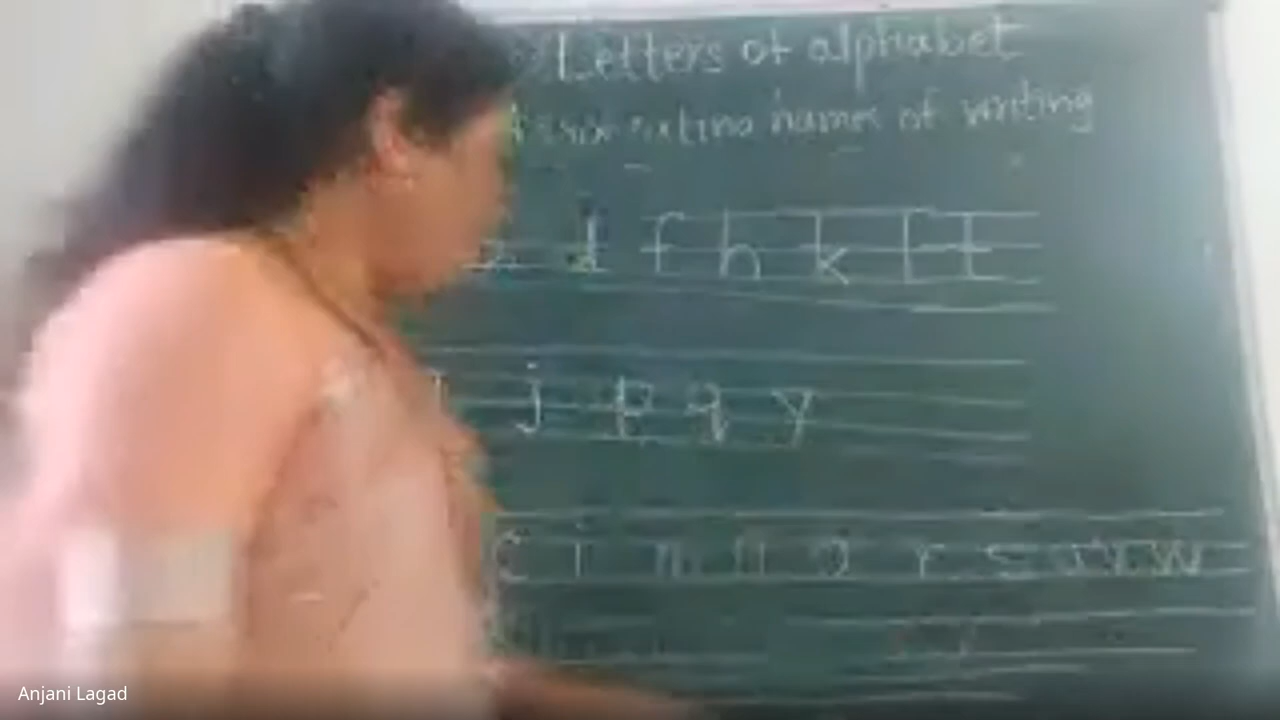 Letters of alphabet
names of writing
d f h k l t
j p q y
c i m n o r s u v w
Anjani Lagad